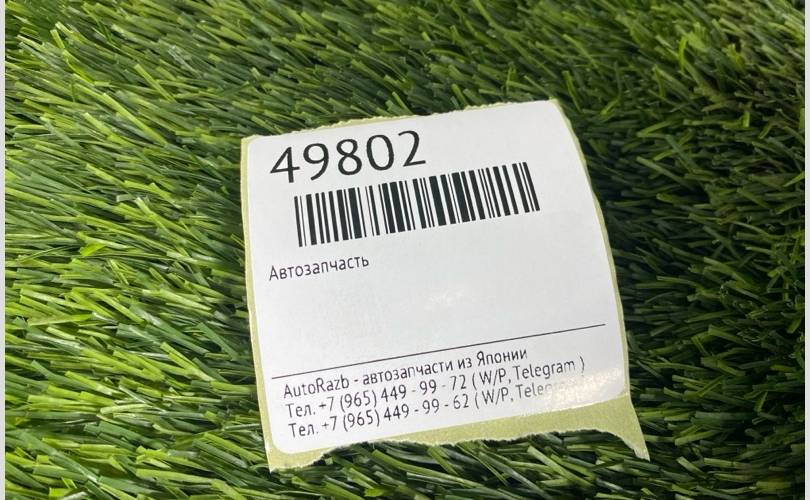 49802
Автозапчасть
AutoRazb - автозапчасти из Японии
Тел. +7 (965) 449 - 99 - 72 ( W/P, Telegram )
Тел. +7 (965) 449 - 99 - 62 ( W/P,